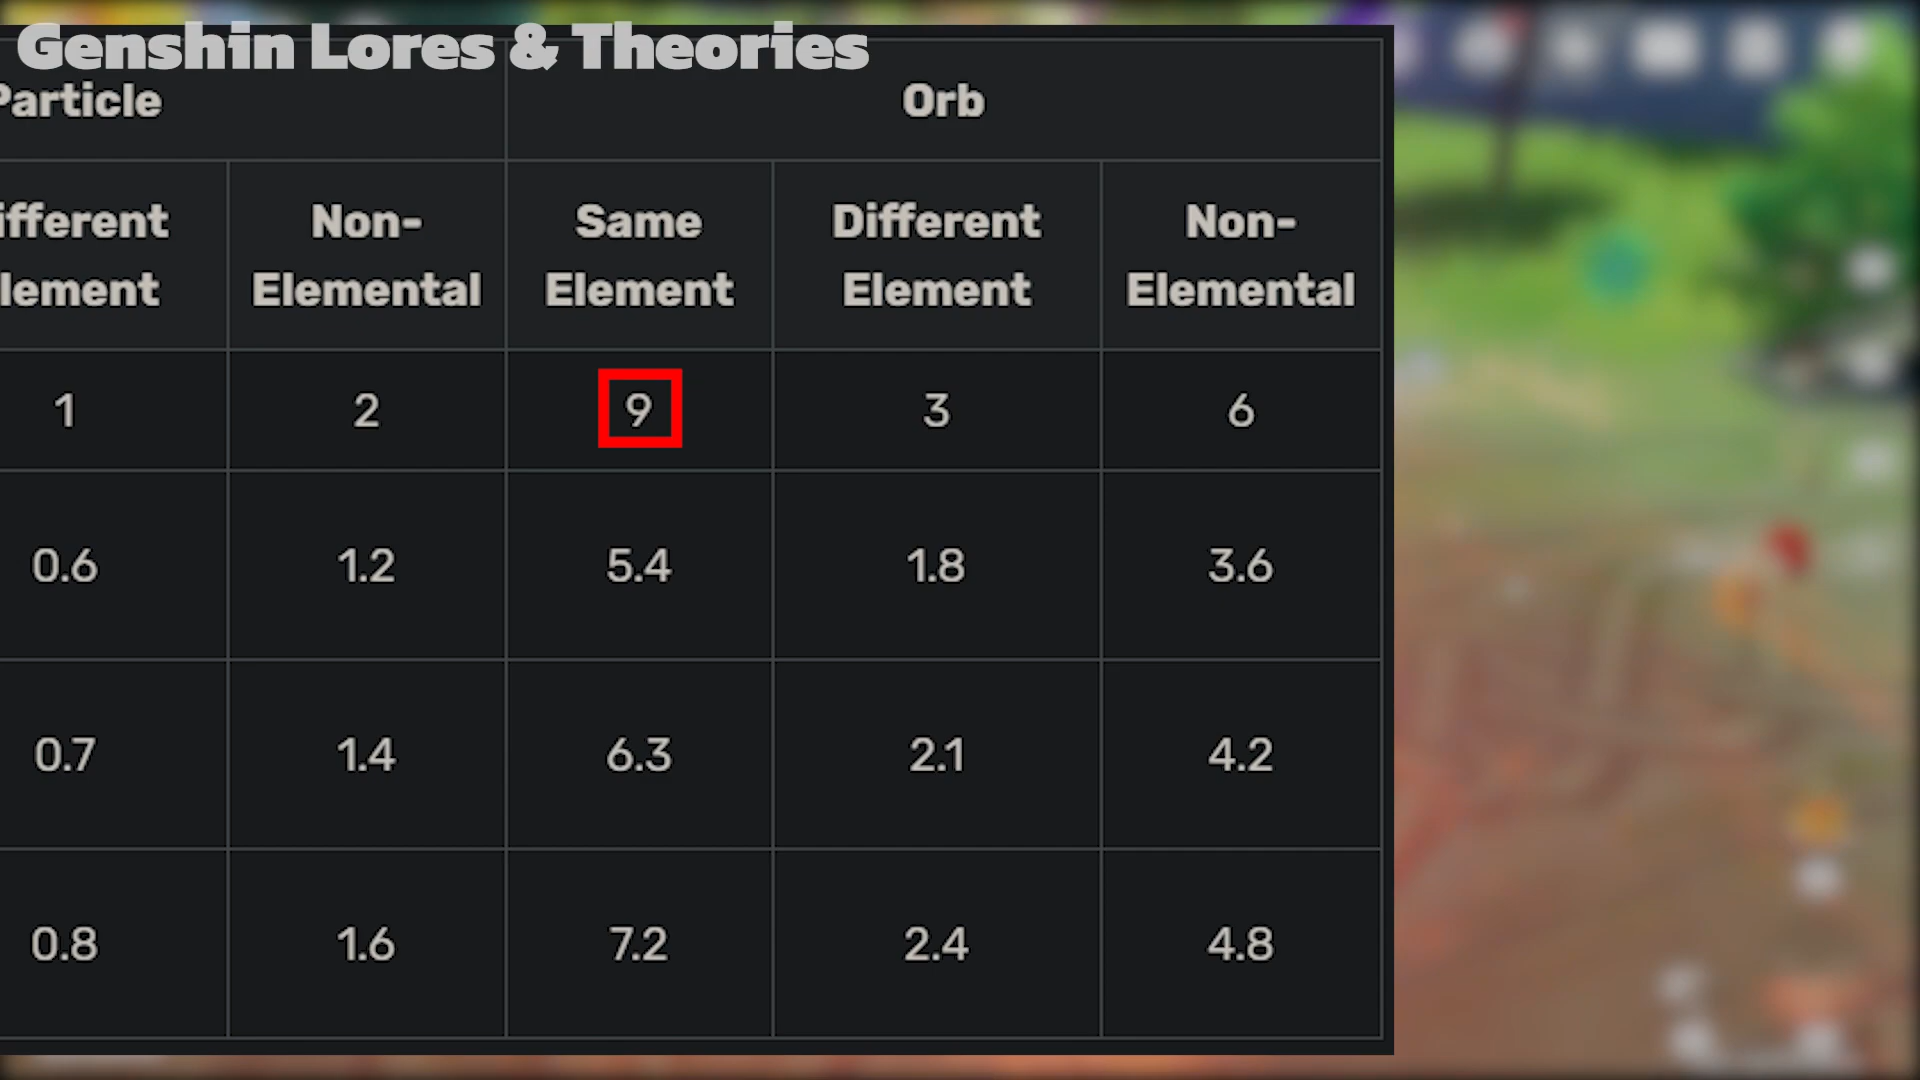 Genshin Lores & Theories
Particle Orb
ifferent Non- Same Different Non-
lement Elemental Element Element Elemental
1 2 9 3 6
0.6 1.2 5.4 1.8 3.6
0.7 1.4 6.3 2.1 4.2
0.8 1.6 7.2 2.4 4.8